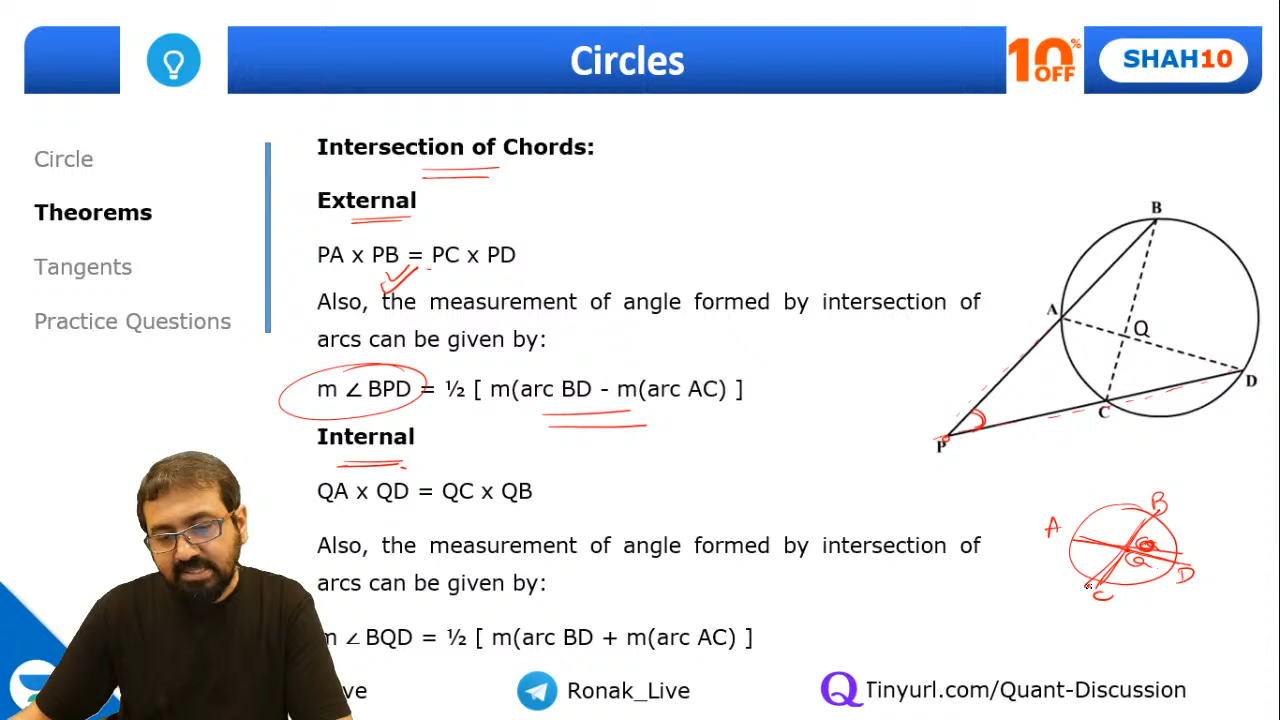 Circles
10% OFF
SHAH10
Circle
Theorems
Tangents
Practice Questions
Intersection of Chords:
External
PA x PB = PC x PD
Also, the measurement of angle formed by intersection of
arcs can be given by:
m ∠ BPD = ½ [ m(arc BD - m(arc AC) ]
Internal
QA x QD = QC x QB
Also, the measurement of angle formed by intersection of
arcs can be given by:
m ∠ BQD = ½ [ m(arc BD + m(arc AC) ]
B
A
Q
D
C
P
B
A
Q
D
C
ve
Ronak_Live
Q Tinyurl.com/Quant-Discussion